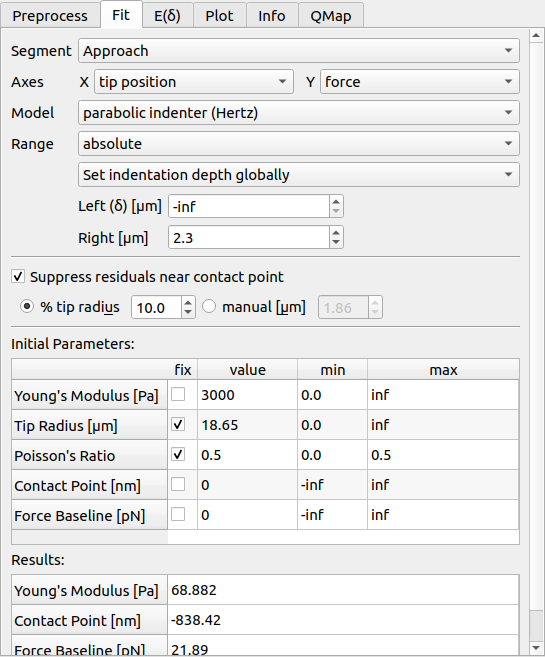 Preprocess Fit E(δ) Plot Info QMap
Segment Approach
Axes X tip position Y force
Model parabolic indenter (Hertz)
Range absolute
Set indentation depth globally
Left (δ) [µm] -inf
Right [µm] 2.3
Suppress residuals near contact point
% tip radius 10.0 manual [µm] 1.86
Initial Parameters:
fix value min max
Young's Modulus [Pa] 3000 0.0 inf
Tip Radius [µm] 18.65 0.0 inf
Poisson's Ratio 0.5 0.0 0.5
Contact Point [nm] 0 -inf inf
Force Baseline [pN] 0 -inf inf
Results:
Young's Modulus [Pa] 68.882
Contact Point [nm] -838.42
Force Baseline [pN] 21.89